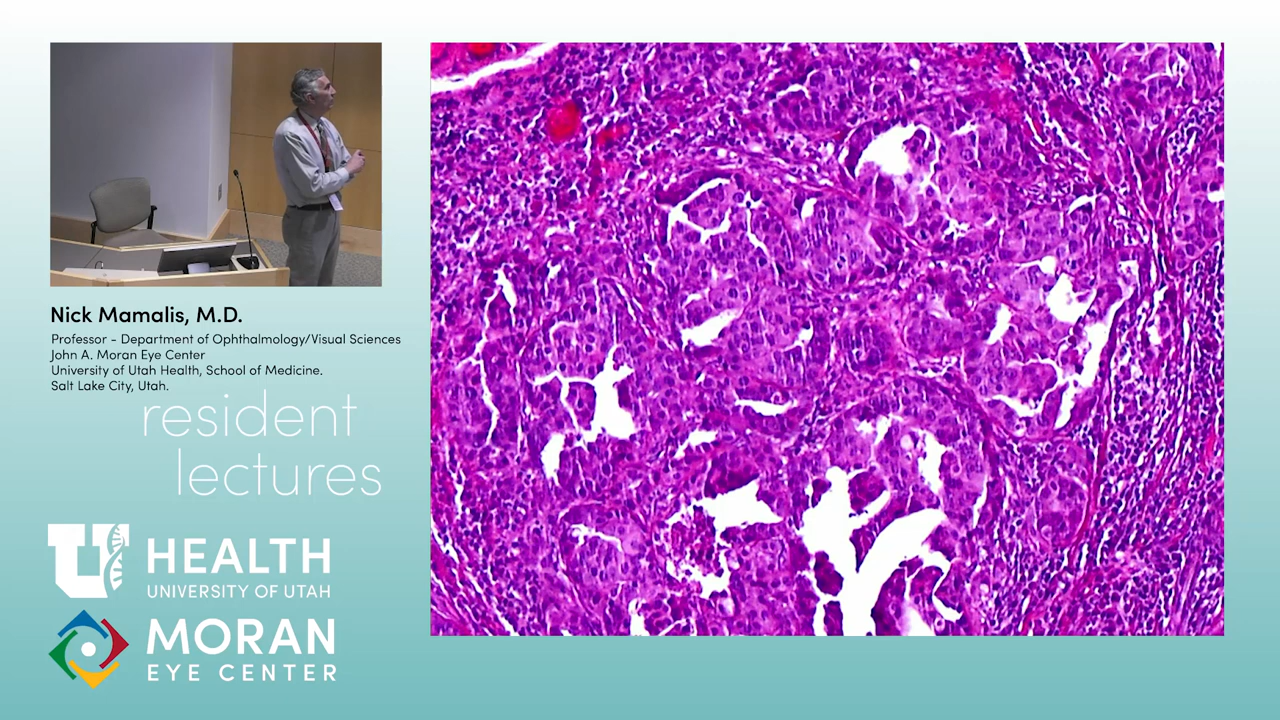 Nick Mamalis, M.D.
Professor - Department of Ophthalmology/Visual Sciences
John A. Moran Eye Center
University of Utah Health, School of Medicine.
Salt Lake City, Utah.
resident
lectures
U HEALTH
UNIVERSITY OF UTAH
MORAN
EYE CENTER